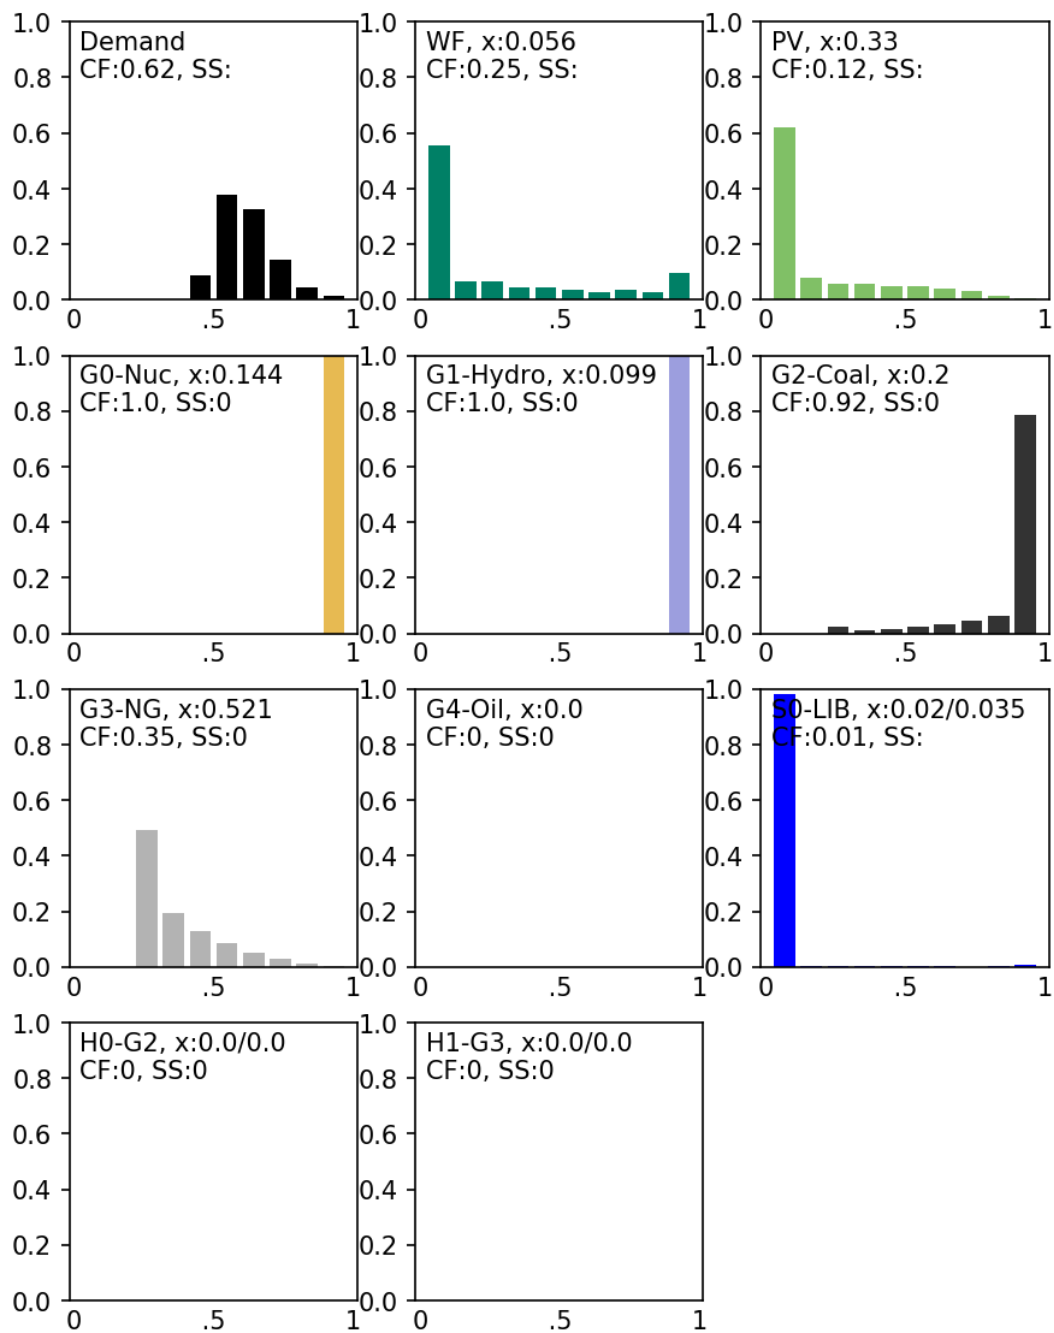 Demand
CF:0.62, SS:
1.0
0.8
0.6
0.4
0.2
0.0
0 .5 1
WF, x:0.056
CF:0.25, SS:
1.0
0.8
0.6
0.4
0.2
0.0
0 .5 1
PV, x:0.33
CF:0.12, SS:
1.0
0.8
0.6
0.4
0.2
0.0
0 .5 1
G0-Nuc, x:0.144
CF:1.0, SS:0
1.0
0.8
0.6
0.4
0.2
0.0
0 .5 1
G1-Hydro, x:0.099
CF:1.0, SS:0
1.0
0.8
0.6
0.4
0.2
0.0
0 .5 1
G2-Coal, x:0.2
CF:0.92, SS:0
1.0
0.8
0.6
0.4
0.2
0.0
0 .5 1
G3-NG, x:0.521
CF:0.35, SS:0
1.0
0.8
0.6
0.4
0.2
0.0
0 .5 1
G4-Oil, x:0.0
CF:0, SS:0
1.0
0.8
0.6
0.4
0.2
0.0
0 .5 1
S0-LIB, x:0.02/0.035
CF:0.01, SS:
1.0
0.8
0.6
0.4
0.2
0.0
0 .5 1
H0-G2, x:0.0/0.0
CF:0, SS:0
1.0
0.8
0.6
0.4
0.2
0.0
0 .5 1
H1-G3, x:0.0/0.0
CF:0, SS:0
1.0
0.8
0.6
0.4
0.2
0.0
0 .5 1